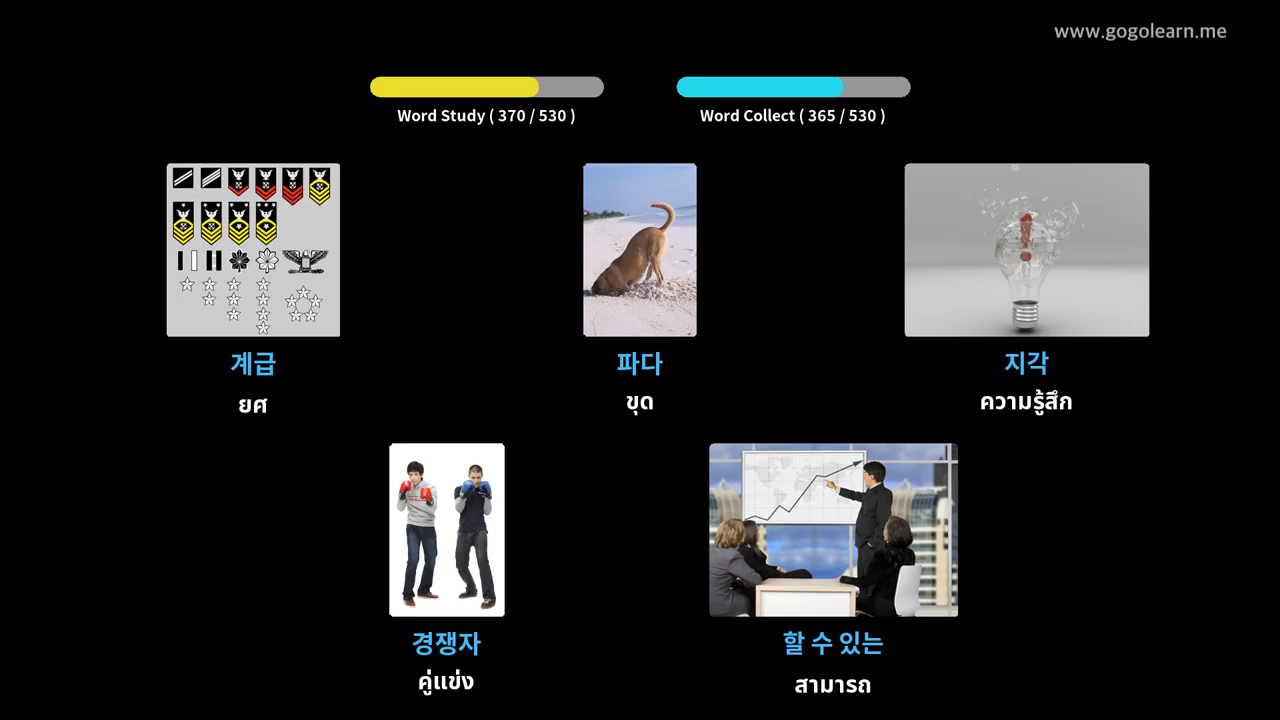 www.gogolearn.me
Word Study ( 370 / 530 )
Word Collect ( 365 / 530 )
계급
ยศ
파다
ขุด
지각
ความรู้สึก
경쟁자
คู่แข่ง
할 수 있는
สามารถ